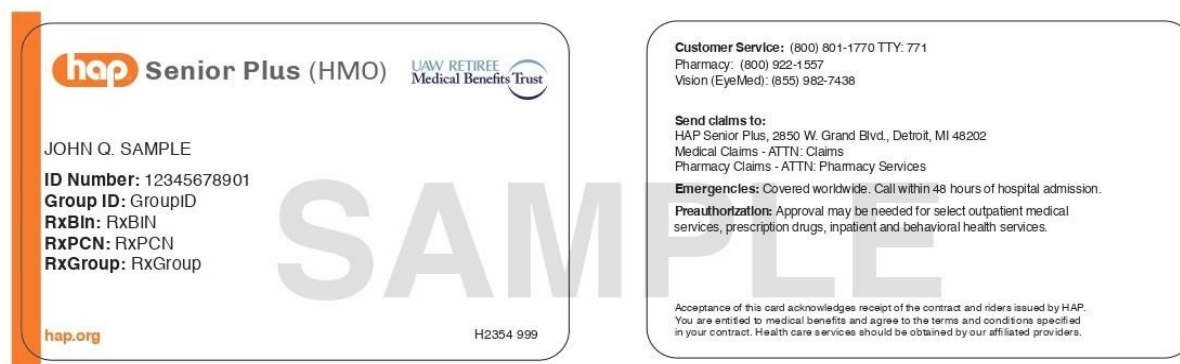 hap Senior Plus (HMO)
UAW RETIREE
Medical Benefits Trust
JOHN Q. SAMPLE
ID Number: 12345678901
Group ID: GroupID
RxBin: RxBIN
RxPCN: RxPCN
RxGroup: RxGroup
hap.org
H2354 999
Customer Service: (800) 801-1770 TTY: 771
Pharmacy: (800) 922-1557
Vision (EyeMed): (855) 982-7438
Send claims to:
HAP Senior Plus, 2850 W. Grand Blvd., Detroit, MI 48202
Medical Claims - ATTN: Claims
Pharmacy Claims - ATTN: Pharmacy Services
Emergencies: Covered worldwide. Call within 48 hours of hospital admission.
Preauthorization: Approval may be needed for select outpatient medical
services, prescription drugs, inpatient and behavioral health services.
Acceptance of this card acknowledges receipt of the contract and riders issued by HAP.
You are entitled to medical benefits and agree to the terms and conditions specified
in your contract. Health care services should be obtained by our affiliated providers.
SAMPLE